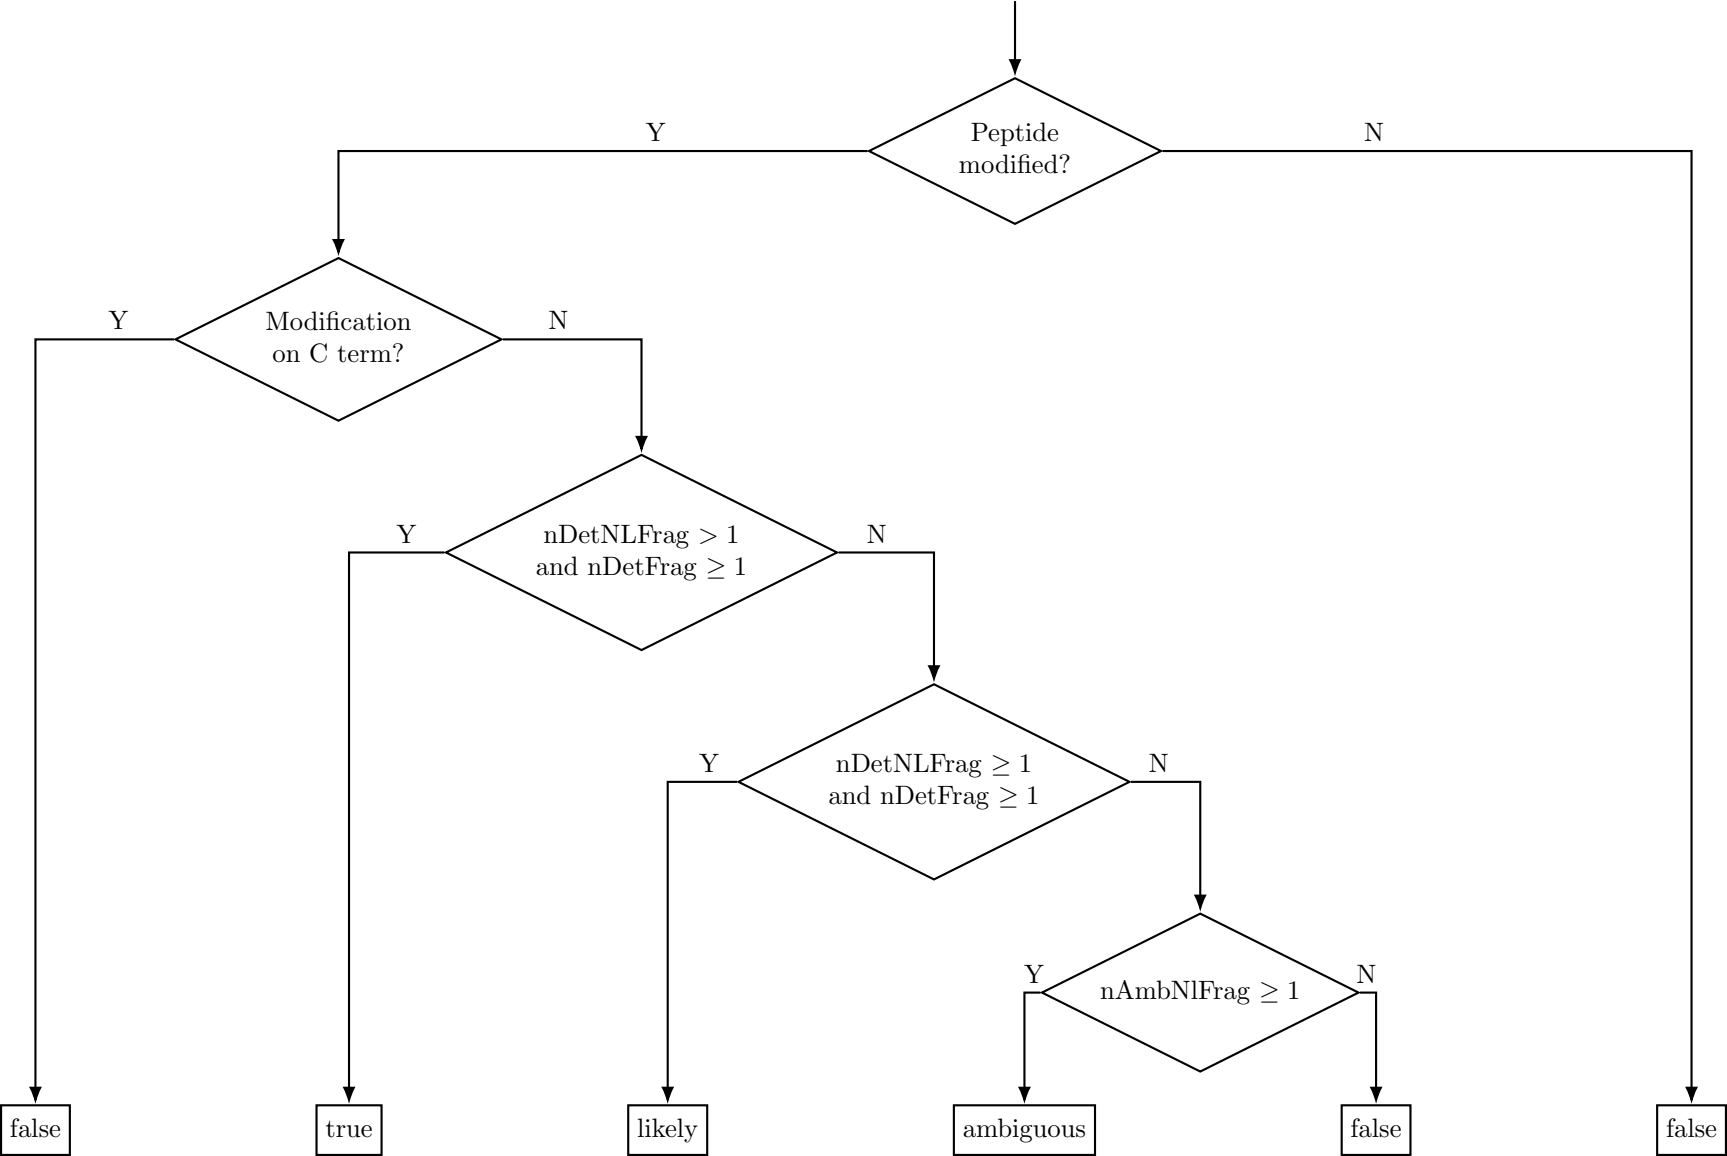 Y
Peptide
modified?
N
Y
Modification
on C term?
N
Y
nDetNLFrag > 1
and nDetFrag ≥ 1
N
Y
nDetNLFrag ≥ 1
and nDetFrag ≥ 1
N
Y
nAmbNlFrag ≥ 1
N
false
true
likely
ambiguous
false
false